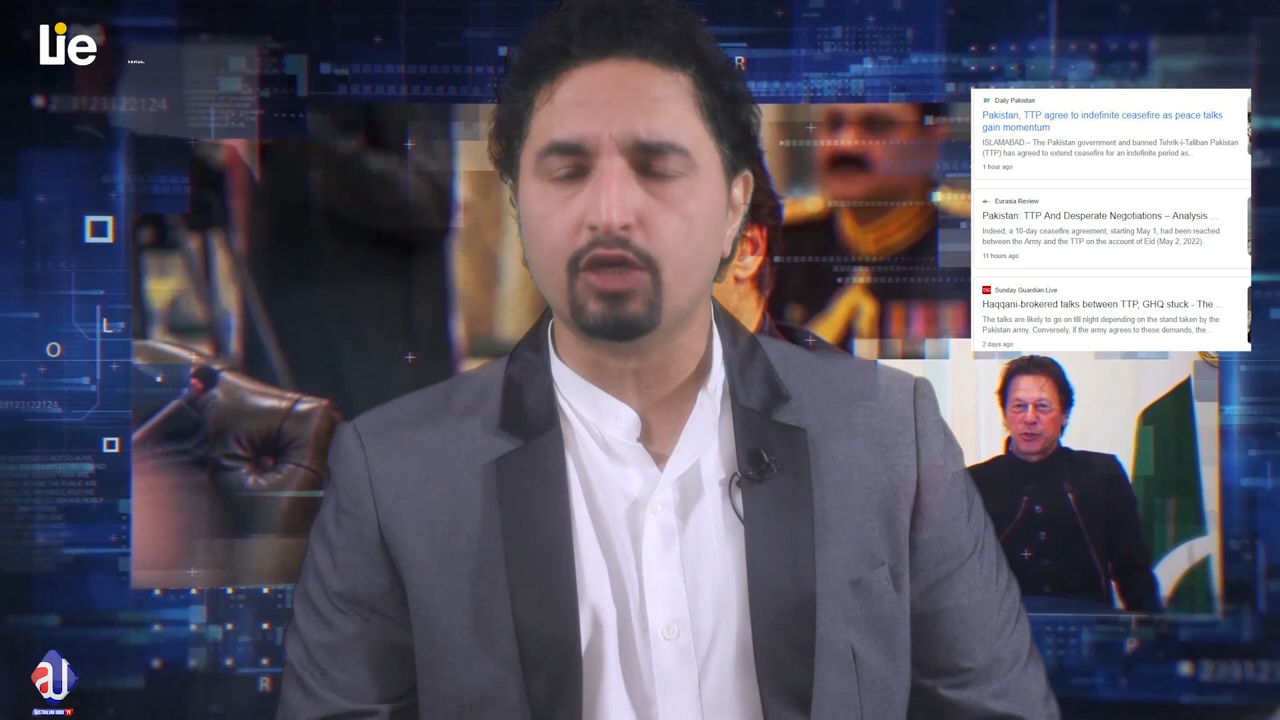 Lie
R
3123122124
Daily Pakistan
Pakistan, TTP agree to indefinite ceasefire as peace talks
gain momentum
ISLAMABAD – The Pakistan government and banned Tehrik-i-Taliban Pakistan
(TTP) has agreed to extend ceasefire for an indefinite period as..
1 hour ago
Eurasia Review
Pakistan: TTP And Desperate Negotiations – Analysis ...
Indeed, a 10-day ceasefire agreement, starting May 1, had been reached
between the Army and the TTP on the account of Eid (May 2, 2022).
11 hours ago
Sunday Guardian Live
Haqqani-brokered talks between TTP, GHQ stuck - The ...
The talks are likely to go on till night depending on the stand taken by the
Pakistan army. Conversely, if the army agrees to these demands, the...
2 days ago
L
O
3123122124
R
AUSTRALIAN URDU TV